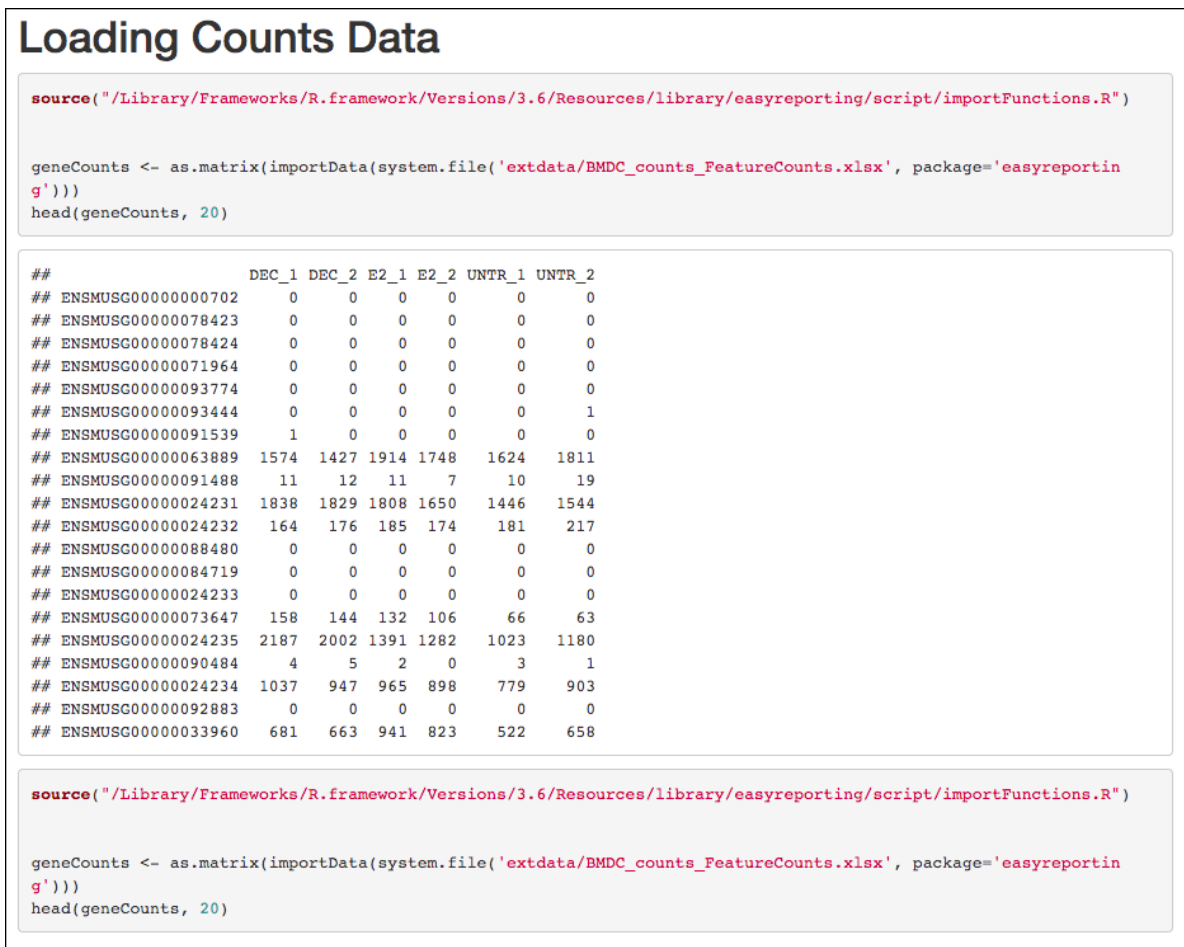 Loading Counts Data
source("/Library/Frameworks/R.framework/Versions/3.6/Resources/library/easyreporting/script/importFunctions.R")
geneCounts <- as.matrix(importData(system.file('extdata/BMDC_counts_FeatureCounts.xlsx', package='easyreportin
g')))
head(geneCounts, 20)
##                    DEC_1 DEC_2 E2_1 E2_2 UNTR_1 UNTR_2
## ENSMUSG00000000702     0     0    0    0      0      0
## ENSMUSG00000078423     0     0    0    0      0      0
## ENSMUSG00000078424     0     0    0    0      0      0
## ENSMUSG00000071964     0     0    0    0      0      0
## ENSMUSG00000093774     0     0    0    0      0      0
## ENSMUSG00000093444     0     0    0    0      0      1
## ENSMUSG00000091539     1     0    0    0      0      0
## ENSMUSG00000063889  1574  1427 1914 1748   1624   1811
## ENSMUSG00000091488    11    12   11    7     10     19
## ENSMUSG00000024231  1838  1829 1808 1650   1446   1544
## ENSMUSG00000024232   164   176  185  174    181    217
## ENSMUSG00000088480     0     0    0    0      0      0
## ENSMUSG00000084719     0     0    0    0      0      0
## ENSMUSG00000024233     0     0    0    0      0      0
## ENSMUSG00000073647   158   144  132  106     66     63
## ENSMUSG00000024235  2187  2002 1391 1282   1023   1180
## ENSMUSG00000090484     4     5    2    0      3      1
## ENSMUSG00000024234  1037   947  965  898    779    903
## ENSMUSG00000092883     0     0    0    0      0      0
## ENSMUSG00000033960   681   663  941  823    522    658
source("/Library/Frameworks/R.framework/Versions/3.6/Resources/library/easyreporting/script/importFunctions.R")
geneCounts <- as.matrix(importData(system.file('extdata/BMDC_counts_FeatureCounts.xlsx', package='easyreportin
g')))
head(geneCounts, 20)